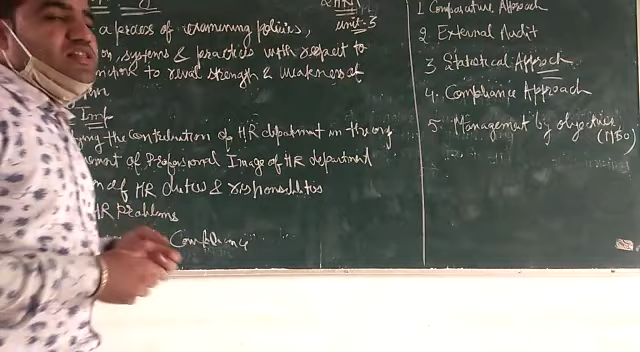 HR
Unit-3
a process of examining policies,
systems & practices with respect to
to reveal strength & weakness of
Imp
the contribution of HR department in the org
of Professional Image of HR department
of HR duties & responsibilities
HR Problems
Compliance
1. Comparative Approach
2 External Audit
3 Statistical Approach
4. Compliance Approach
5. Management by objective
(MBO)